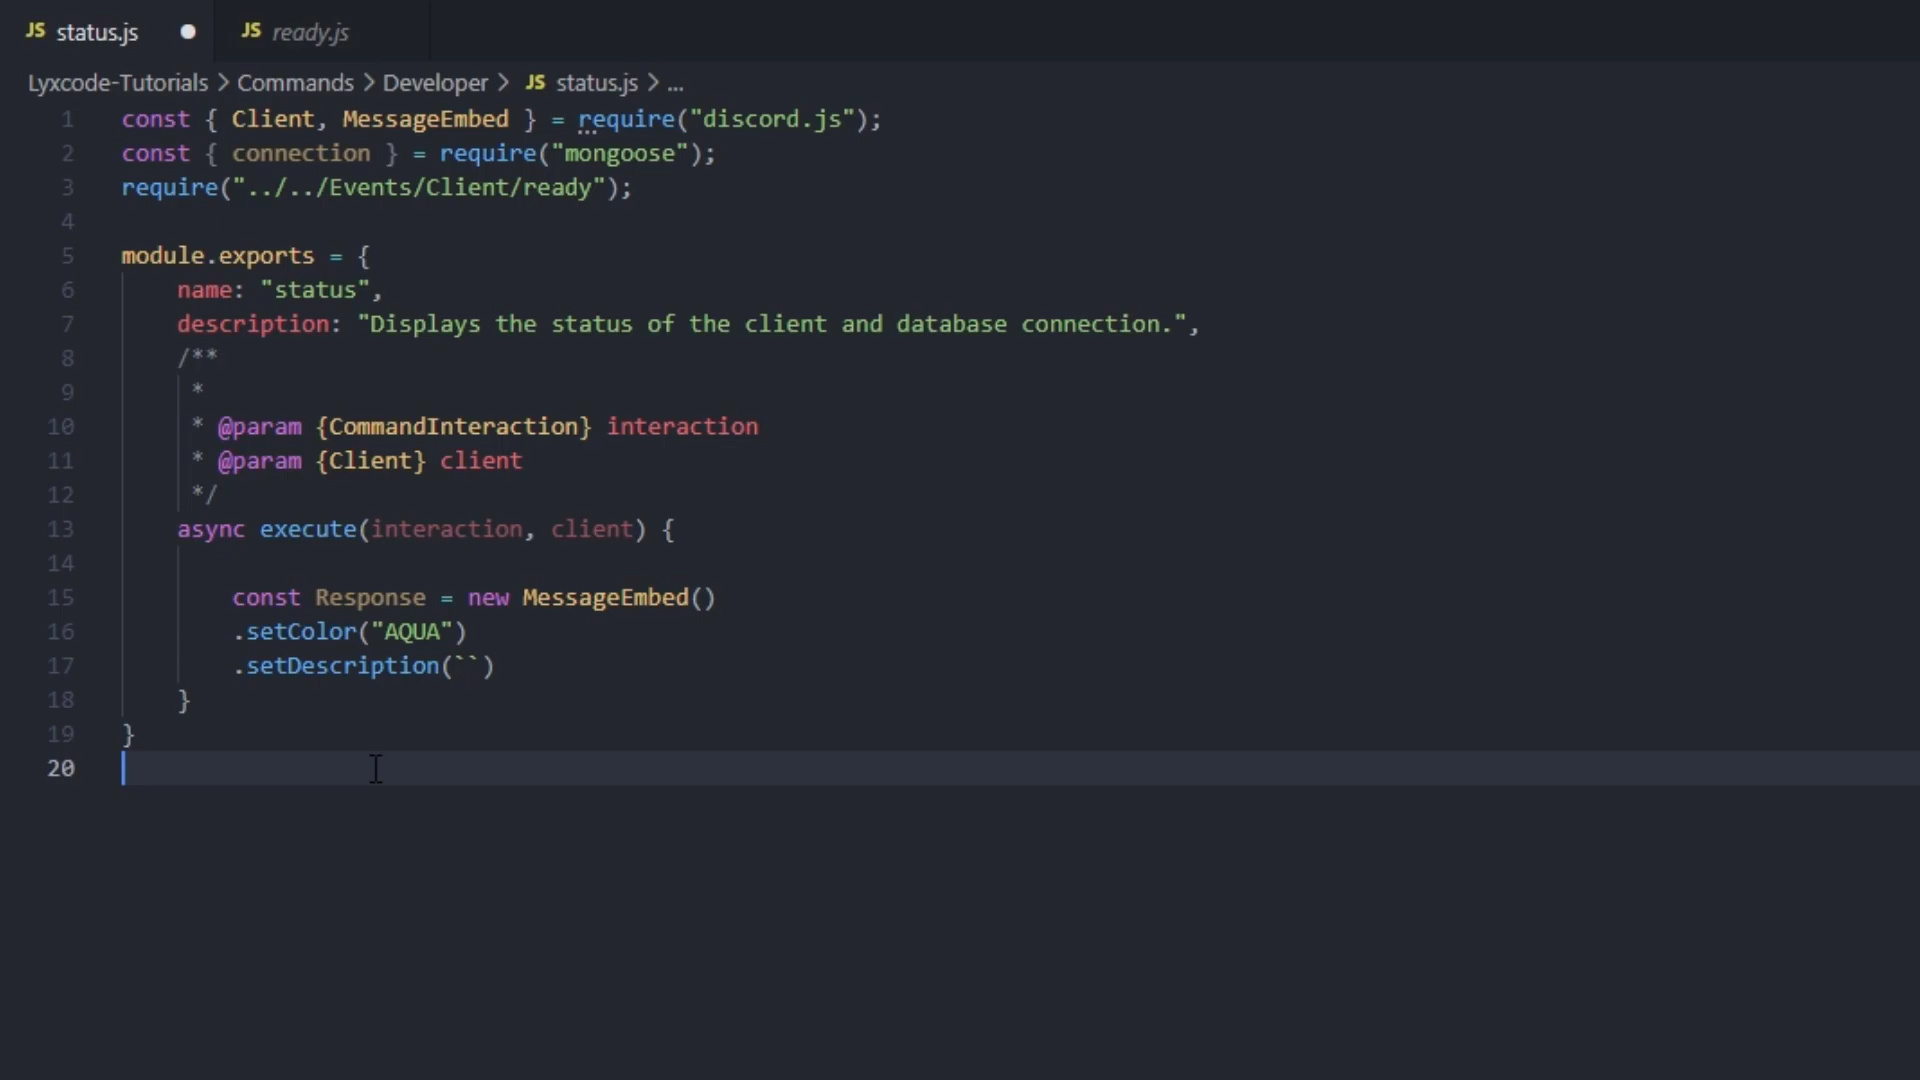 JS status.js ● JS ready.js
Lyxcode-Tutorials > Commands > Developer > JS status.js > ...
1 const { Client, MessageEmbed } = require("discord.js");
2 const { connection } = require("mongoose");
3 require("../../Events/Client/ready");
4
5 module.exports = {
6     name: "status",
7     description: "Displays the status of the client and database connection.",
8     /**
9      *
10      * @param {CommandInteraction} interaction
11      * @param {Client} client
12      */
13     async execute(interaction, client) {
14
15         const Response = new MessageEmbed()
16         .setColor("AQUA")
17         .setDescription(``)
18     }
19 }
20